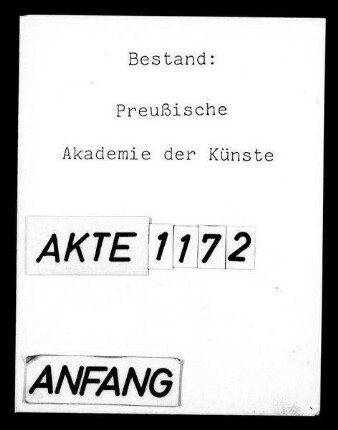 Bestand:
Preußische
Akademie der Künste
AKTE 1172
ANFANG